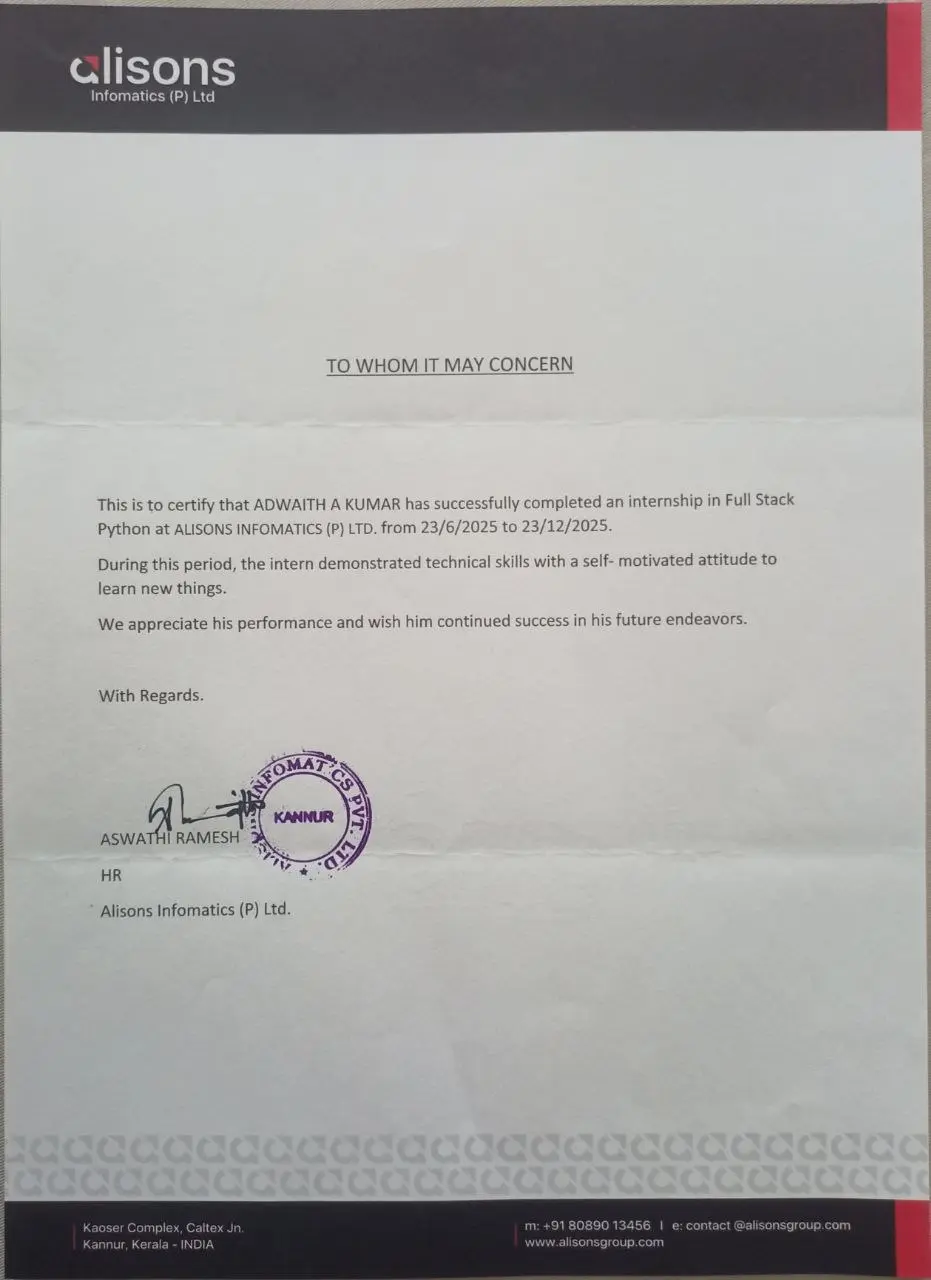 alisons
Infomatics (P) Ltd
TO WHOM IT MAY CONCERN
This is to certify that ADWAITH A KUMAR has successfully completed an internship in Full Stack
Python at ALISONS INFOMATICS (P) LTD. from 23/6/2025 to 23/12/2025.
During this period, the intern demonstrated technical skills with a self- motivated attitude to
learn new things.
We appreciate his performance and wish him continued success in his future endeavors.
With Regards.
INFOMATICS PVT. LTD.
KANNUR
ASWATHI RAMESH
HR
Alisons Infomatics (P) Ltd.
Kaoser Complex, Caltex Jn.
Kannur, Kerala - INDIA
m: +91 80890 13456 I e: contact @alisonsgroup.com
www.alisonsgroup.com